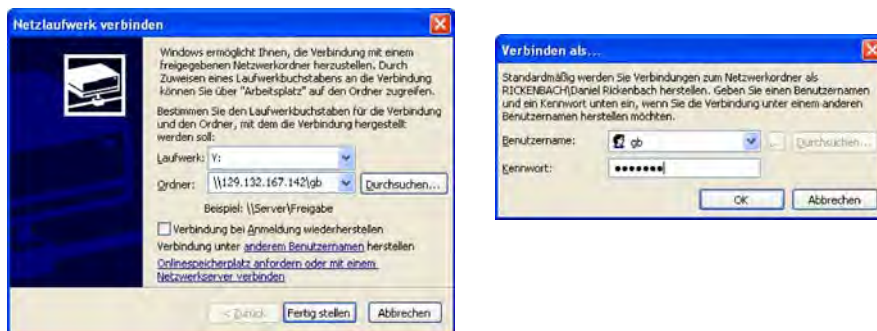 Netzlaufwerk verbinden
Windows ermöglicht Ihnen, die Verbindung mit einem
freigegebenen Netzwerkordner herzustellen. Durch
Zuweisen eines Laufwerkbuchstabens an die Verbindung
können Sie über "Arbeitsplatz" auf den Ordner zugreifen.
Bestimmen Sie den Laufwerkbuchstaben für die Verbindung
und den Ordner, mit dem die Verbindung hergestellt
werden soll:
Laufwerk: Y:
Ordner: \\129.132.167.142\gb Durchsuchen...
Beispiel: \\Server\Freigabe
Verbindung bei Anmeldung wiederherstellen
Verbindung unter anderem Benutzernamen herstellen
Onlinespeicherplatz anfordern oder mit einem
Netzwerkserver verbinden
< Zurück Fertig stellen Abbrechen
Verbinden als...
Standardmäßig werden Sie Verbindungen zum Netzwerkordner als
RICKENBACH\Daniel Rickenbach herstellen. Geben Sie einen Benutzernamen
und ein Kennwort unten ein, wenn Sie die Verbindung unter einem anderen
Benutzernamen herstellen möchten.
Benutzername: gb ... Durchsuchen...
Kennwort: •••••••
OK Abbrechen